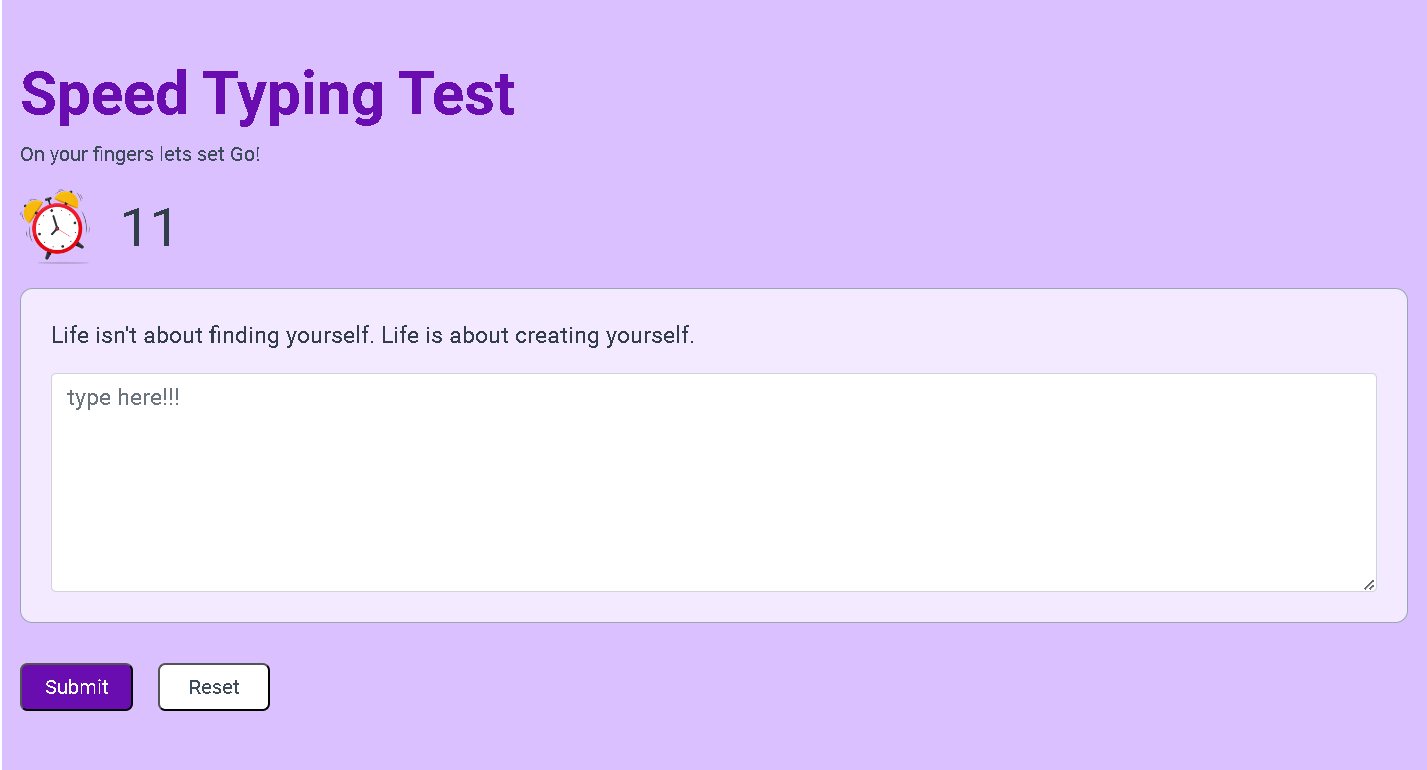 Speed Typing Test
On your fingers lets set Go!
11
Life isn't about finding yourself. Life is about creating yourself.
type here!!!
Submit
Reset